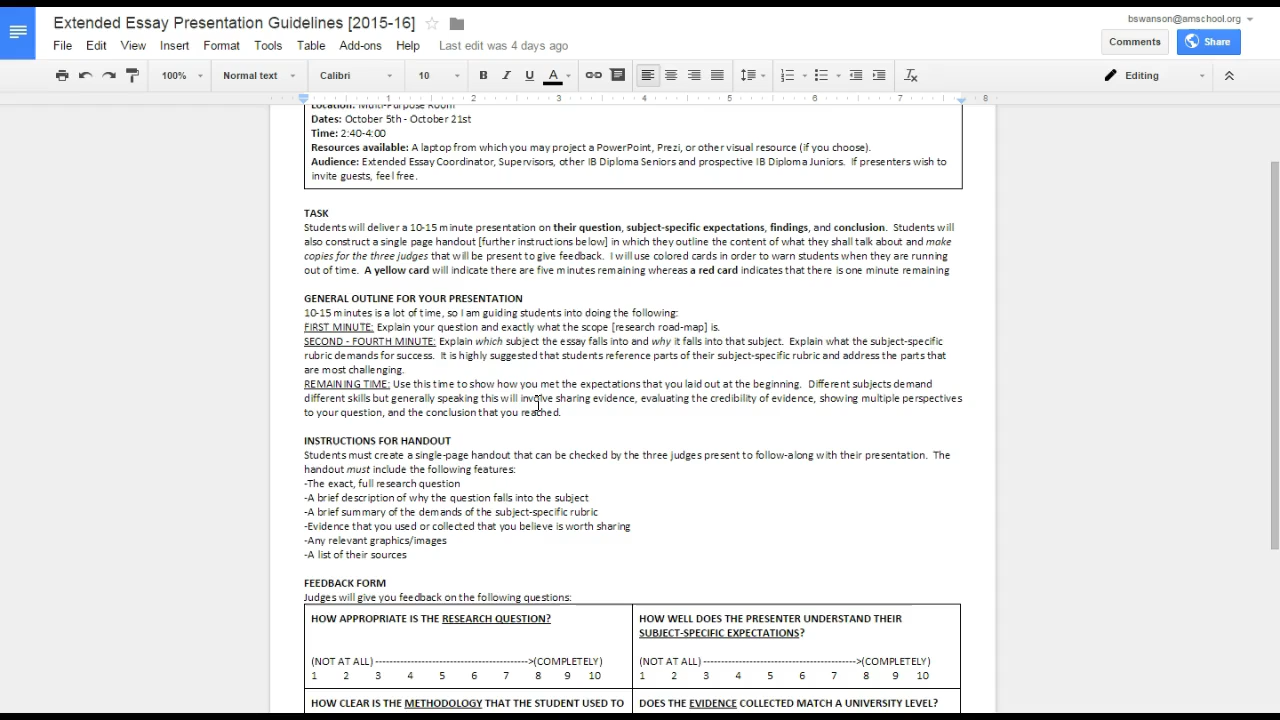 Extended Essay Presentation Guidelines [2015-16]
bswanson@amschool.org
File Edit View Insert Format Tools Table Add-ons Help Last edit was 4 days ago
Comments Share
100% Normal text Calibri 10 B I U A Editing
1 2 3 4 5 6 7 8
Location: Multi-Purpose Room
Dates: October 5th - October 21st
Time: 2:40-4:00
Resources available: A laptop from which you may project a PowerPoint, Prezi, or other visual resource (if you choose).
Audience: Extended Essay Coordinator, Supervisors, other IB Diploma Seniors and prospective IB Diploma Juniors. If presenters wish to
invite guests, feel free.
TASK
Students will deliver a 10-15 minute presentation on their question, subject-specific expectations, findings, and conclusion. Students will
also construct a single page handout [further instructions below] in which they outline the content of what they shall talk about and make
copies for the three judges that will be present to give feedback. I will use colored cards in order to warn students when they are running
out of time. A yellow card will indicate there are five minutes remaining whereas a red card indicates that there is one minute remaining
GENERAL OUTLINE FOR YOUR PRESENTATION
10-15 minutes is a lot of time, so I am guiding students into doing the following:
FIRST MINUTE: Explain your question and exactly what the scope [research road-map] is.
SECOND - FOURTH MINUTE: Explain which subject the essay falls into and why it falls into that subject. Explain what the subject-specific
rubric demands for success. It is highly suggested that students reference parts of their subject-specific rubric and address the parts that
are most challenging.
REMAINING TIME: Use this time to show how you met the expectations that you laid out at the beginning. Different subjects demand
different skills but generally speaking this will involve sharing evidence, evaluating the credibility of evidence, showing multiple perspectives
to your question, and the conclusion that you reached.
INSTRUCTIONS FOR HANDOUT
Students must create a single-page handout that can be checked by the three judges present to follow-along with their presentation. The
handout must include the following features:
-The exact, full research question
-A brief description of why the question falls into the subject
-A brief summary of the demands of the subject-specific rubric
-Evidence that you used or collected that you believe is worth sharing
-Any relevant graphics/images
-A list of their sources
FEEDBACK FORM
Judges will give you feedback on the following questions:
HOW APPROPRIATE IS THE RESEARCH QUESTION?
(NOT AT ALL) ------------------------------------------->(COMPLETELY)
1 2 3 4 5 6 7 8 9 10
HOW WELL DOES THE PRESENTER UNDERSTAND THEIR
SUBJECT-SPECIFIC EXPECTATIONS?
(NOT AT ALL) ------------------------------------------->(COMPLETELY)
1 2 3 4 5 6 7 8 9 10
HOW CLEAR IS THE METHODOLOGY THAT THE STUDENT USED TO
DOES THE EVIDENCE COLLECTED MATCH A UNIVERSITY LEVEL?